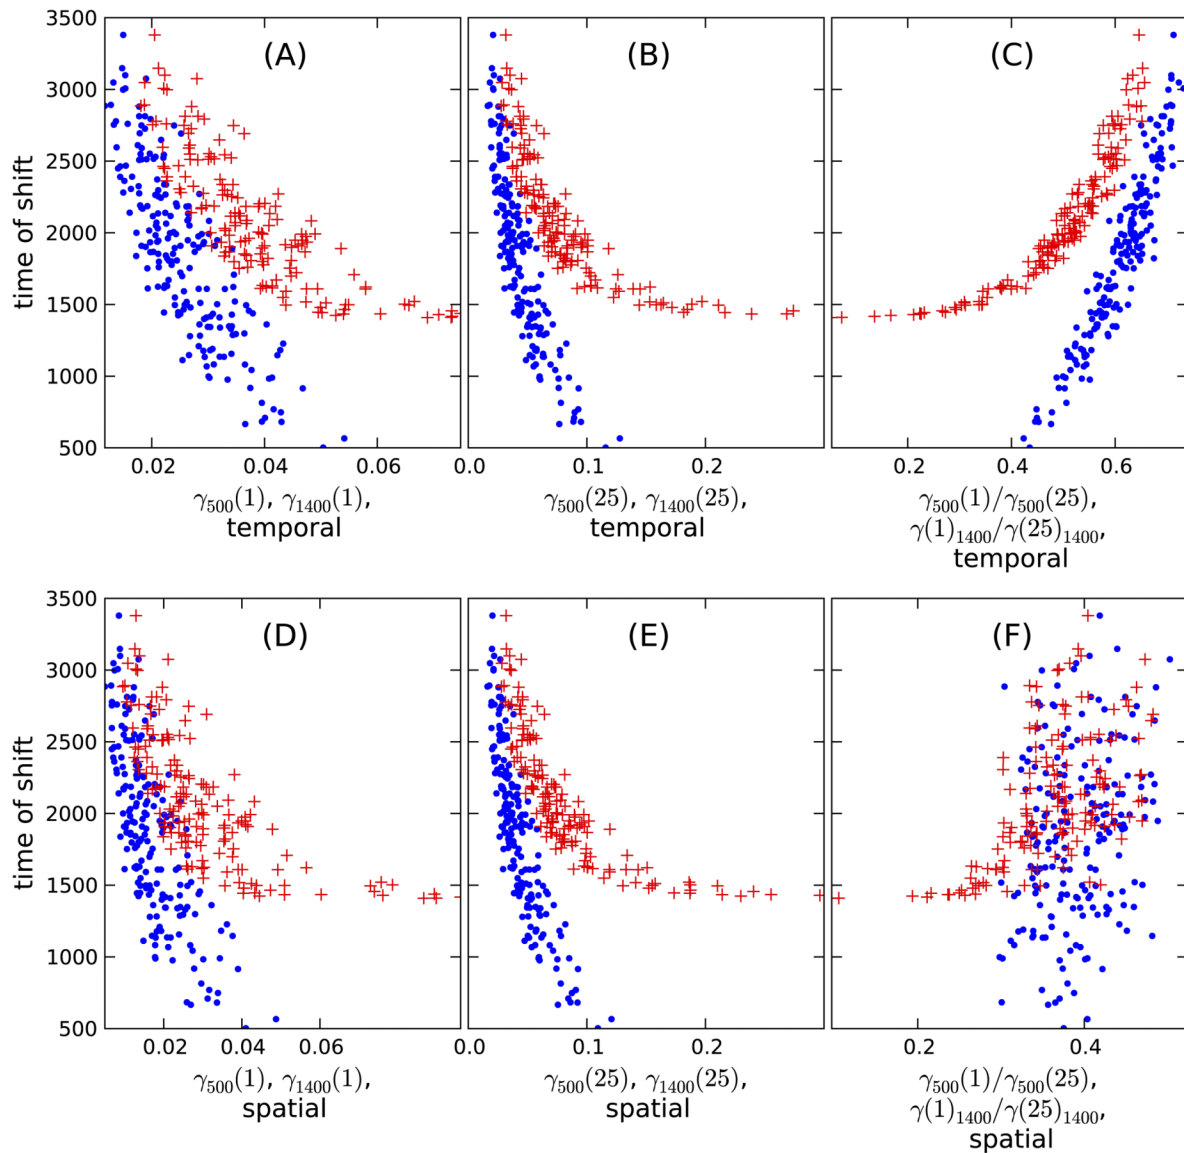 3500
3000
2500
2000
1500
1000
500
time of shift
(A)
(B)
(C)
0.02 0.04 0.06
0.0 0.1 0.2
0.2 0.4 0.6
γ500(1), γ1400(1),
temporal
γ500(25), γ1400(25),
temporal
γ500(1)/γ500(25),
γ(1)1400/γ(25)1400,
temporal
3500
3000
2500
2000
1500
1000
500
time of shift
(D)
(E)
(F)
0.02 0.04 0.06
0.0 0.1 0.2
0.2 0.4
γ500(1), γ1400(1),
spatial
γ500(25), γ1400(25),
spatial
γ500(1)/γ500(25),
γ(1)1400/γ(25)1400,
spatial